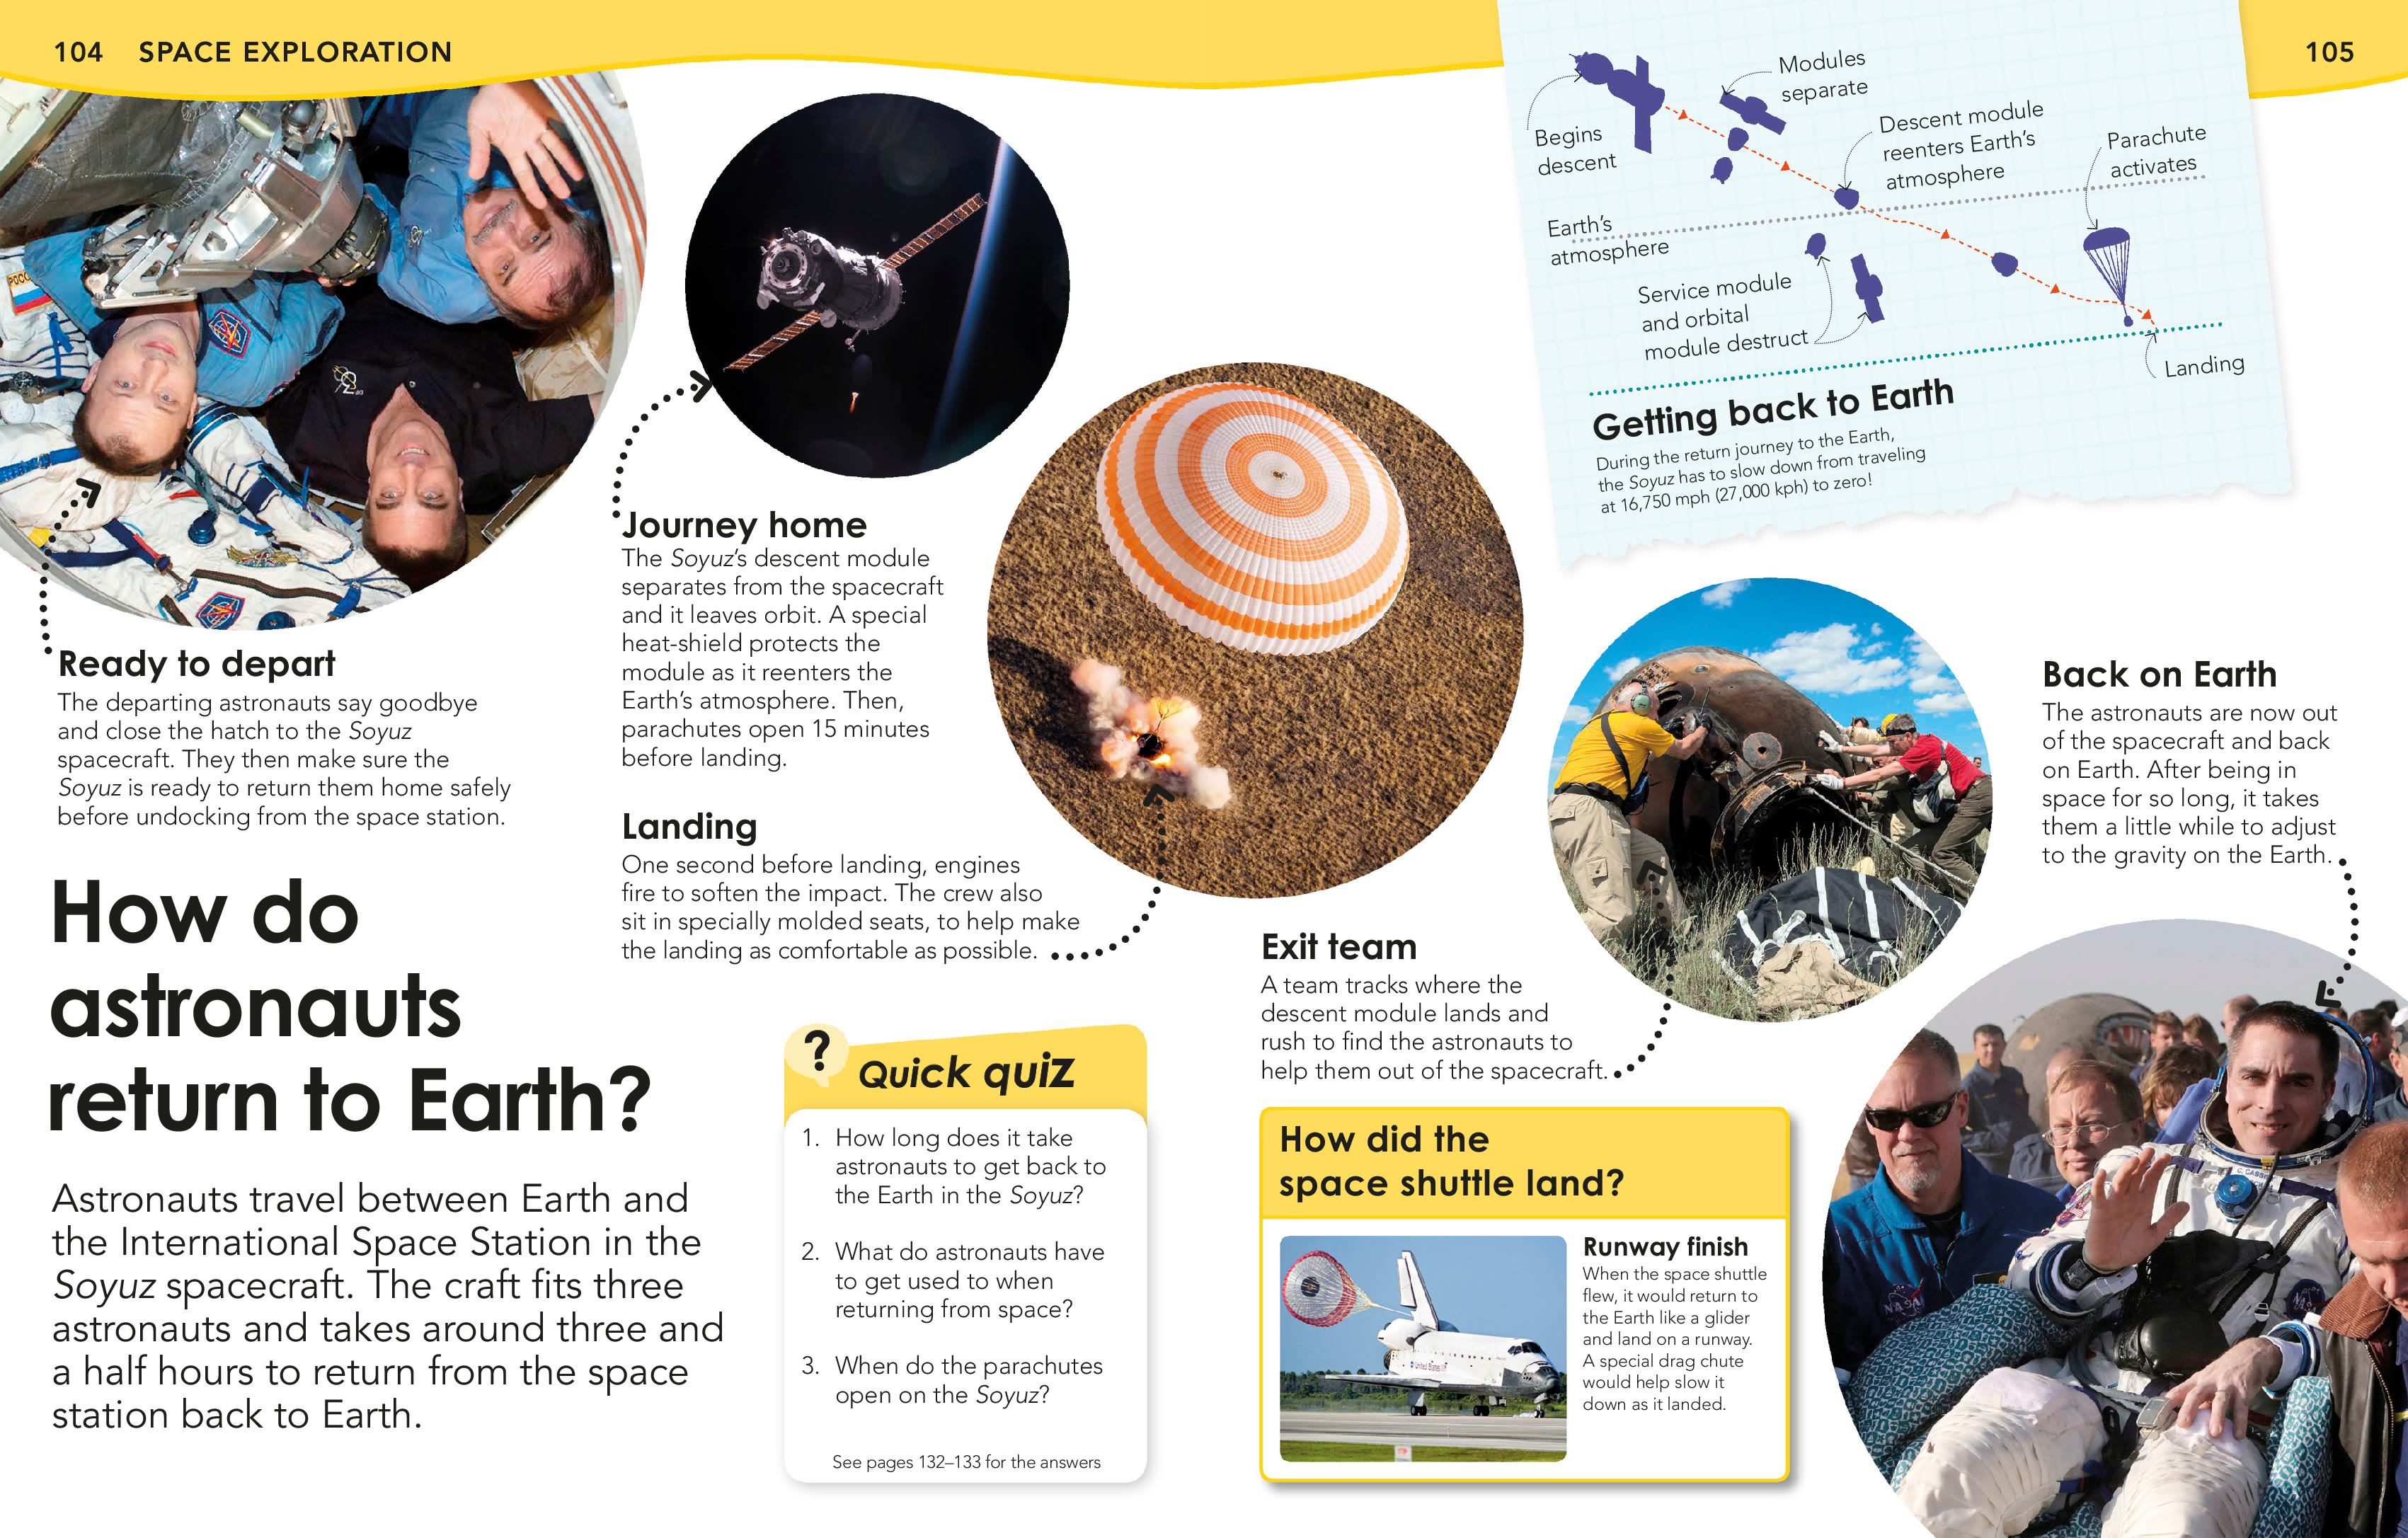 104 SPACE EXPLORATION
105
Ready to depart
The departing astronauts say goodbye
and close the hatch to the Soyuz
spacecraft. They then make sure the
Soyuz is ready to return them home safely
before undocking from the space station.
How do
astronauts
return to Earth?
Astronauts travel between Earth and
the International Space Station in the
Soyuz spacecraft. The craft fits three
astronauts and takes around three and
a half hours to return from the space
station back to Earth.
Journey home
The Soyuz's descent module
separates from the spacecraft
and it leaves orbit. A special
heat-shield protects the
module as it reenters the
Earth's atmosphere. Then,
parachutes open 15 minutes
before landing.
Landing
One second before landing, engines
fire to soften the impact. The crew also
sit in specially molded seats, to help make
the landing as comfortable as possible.
?
Quick quiz
1. How long does it take
astronauts to get back to
the Earth in the Soyuz?
2. What do astronauts have
to get used to when
returning from space?
3. When do the parachutes
open on the Soyuz?
See pages 132–133 for the answers
Begins
descent
Modules
separate
Descent module
reenters Earth's
atmosphere
Parachute
activates
Earth's
atmosphere
Service module
and orbital
module destruct
Landing
Getting back to Earth
During the return journey to the Earth,
the Soyuz has to slow down from traveling
at 16,750 mph (27,000 kph) to zero!
Exit team
A team tracks where the
descent module lands and
rush to find the astronauts to
help them out of the spacecraft.
How did the
space shuttle land?
United States
Runway finish
When the space shuttle
flew, it would return to
the Earth like a glider
and land on a runway.
A special drag chute
would help slow it
down as it landed.
Back on Earth
The astronauts are now out
of the spacecraft and back
on Earth. After being in
space for so long, it takes
them a little while to adjust
to the gravity on the Earth.
NASA